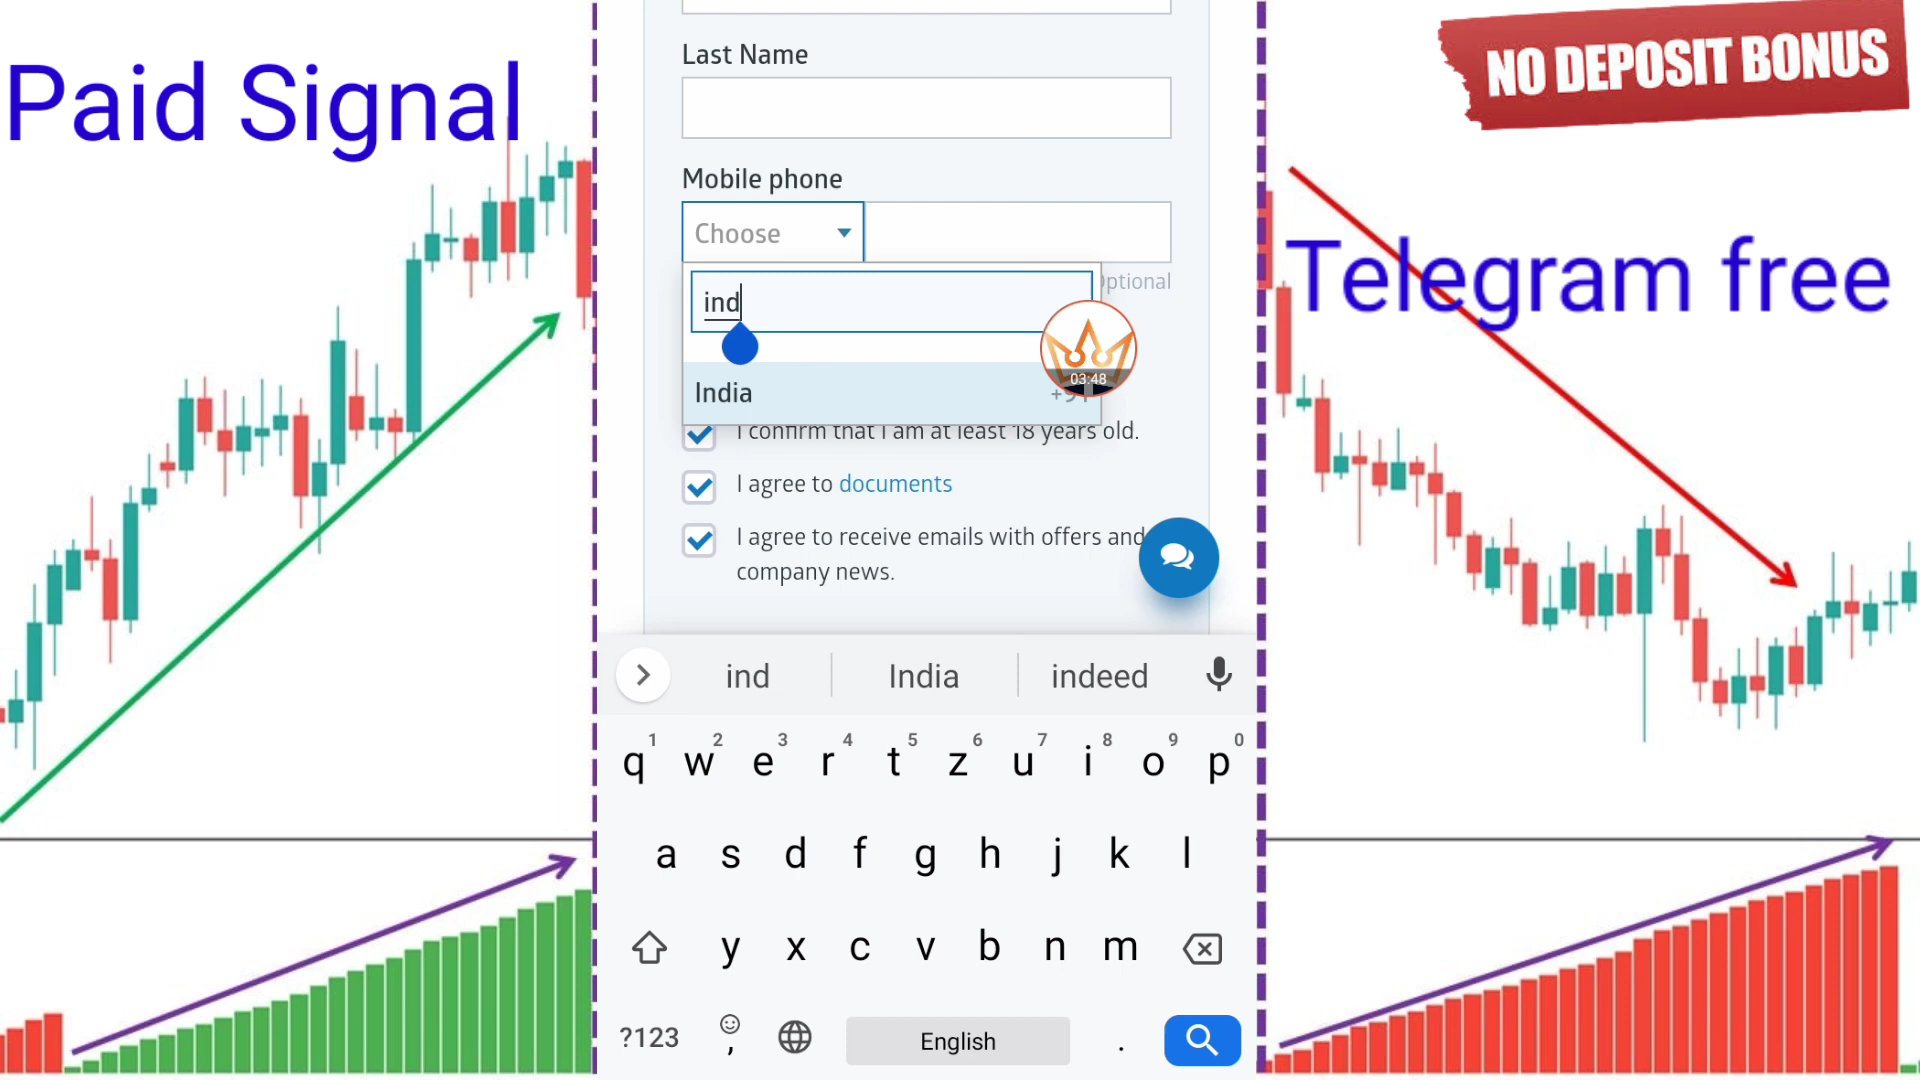 Paid Signal
Last Name
Mobile phone
Choose
ind
India
03:48
I confirm that I am at least 18 years old.
I agree to documents
I agree to receive emails with offers and
company news.
ind India indeed
q 1 w 2 e 3 r 4 t 5 z 6 u 7 i 8 o 9 p 0
a s d f g h j k l
y x c v b n m
?123 , English .
NO DEPOSIT BONUS
Telegram free